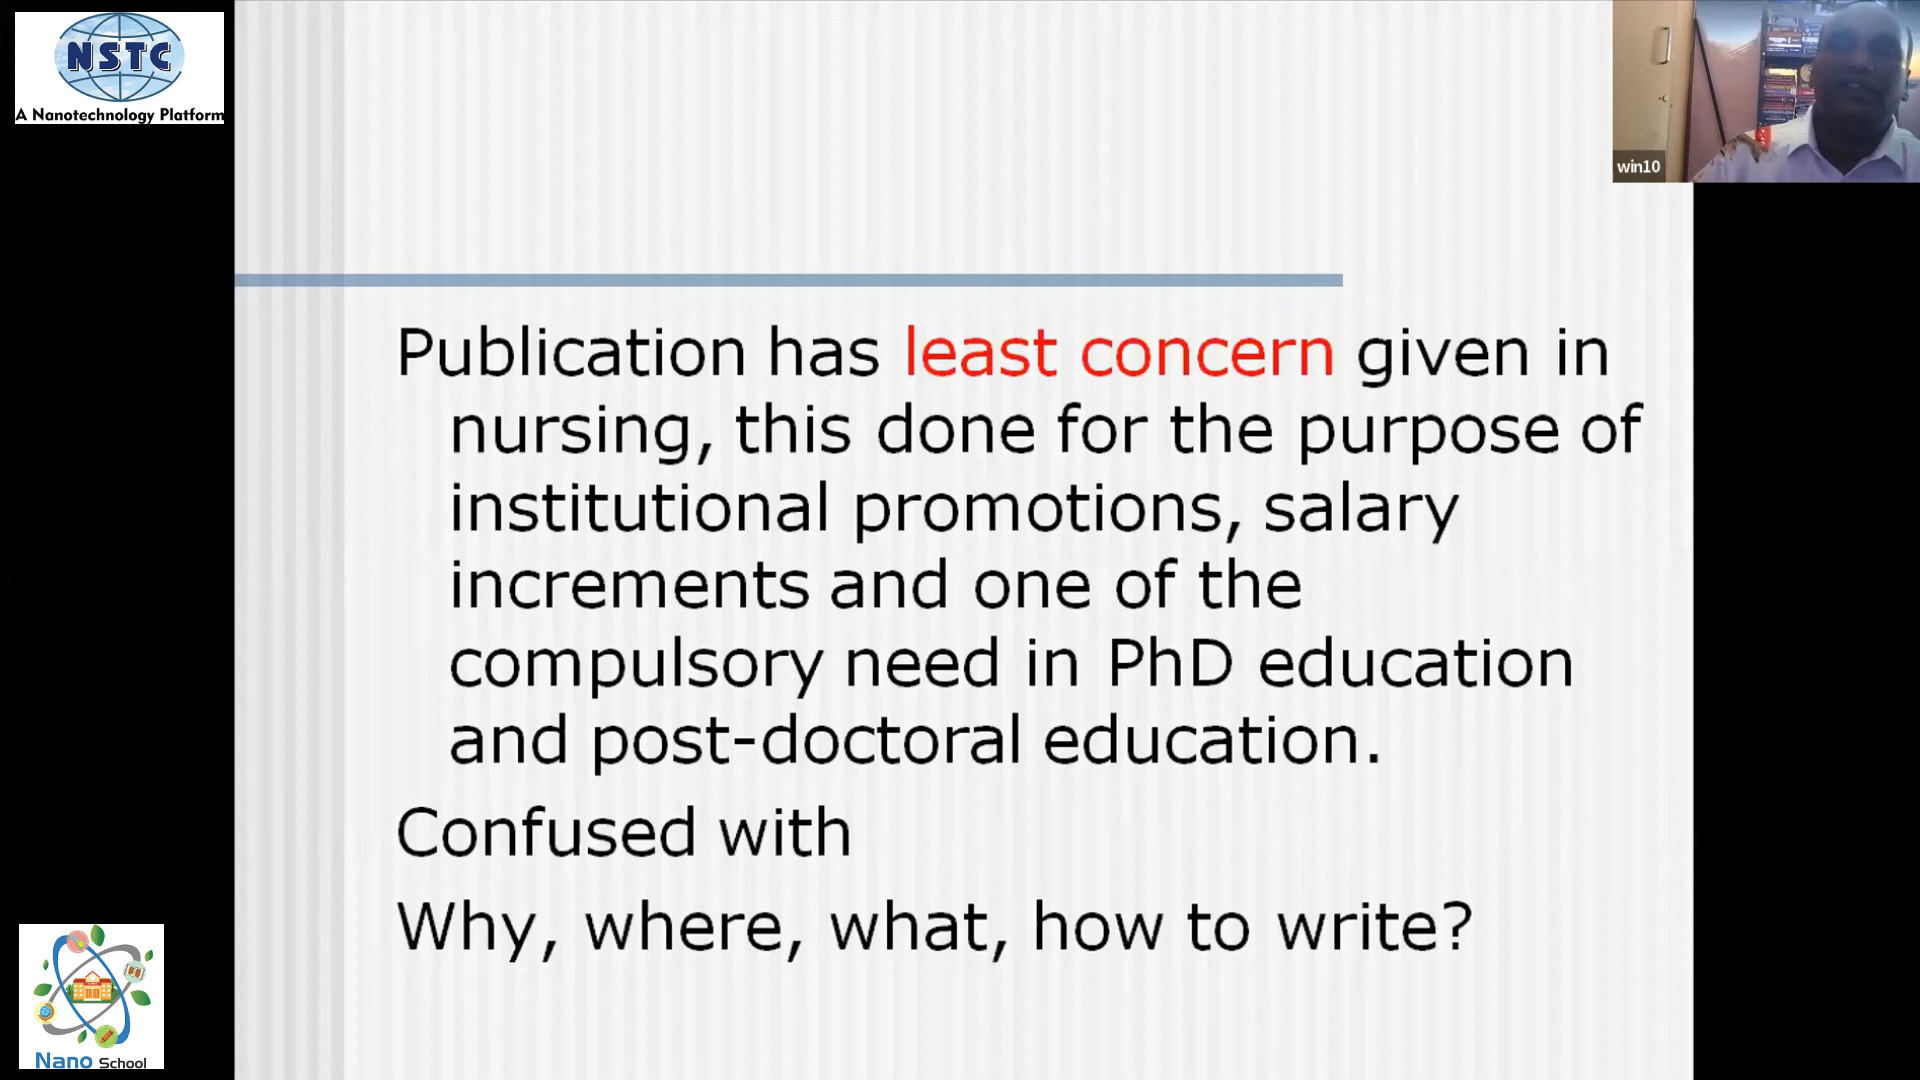 NSTC
A Nanotechnology Platform
win10
Publication has least concern given in
nursing, this done for the purpose of
institutional promotions, salary
increments and one of the
compulsory need in PhD education
and post-doctoral education.
Confused with
Why, where, what, how to write?
Nano School